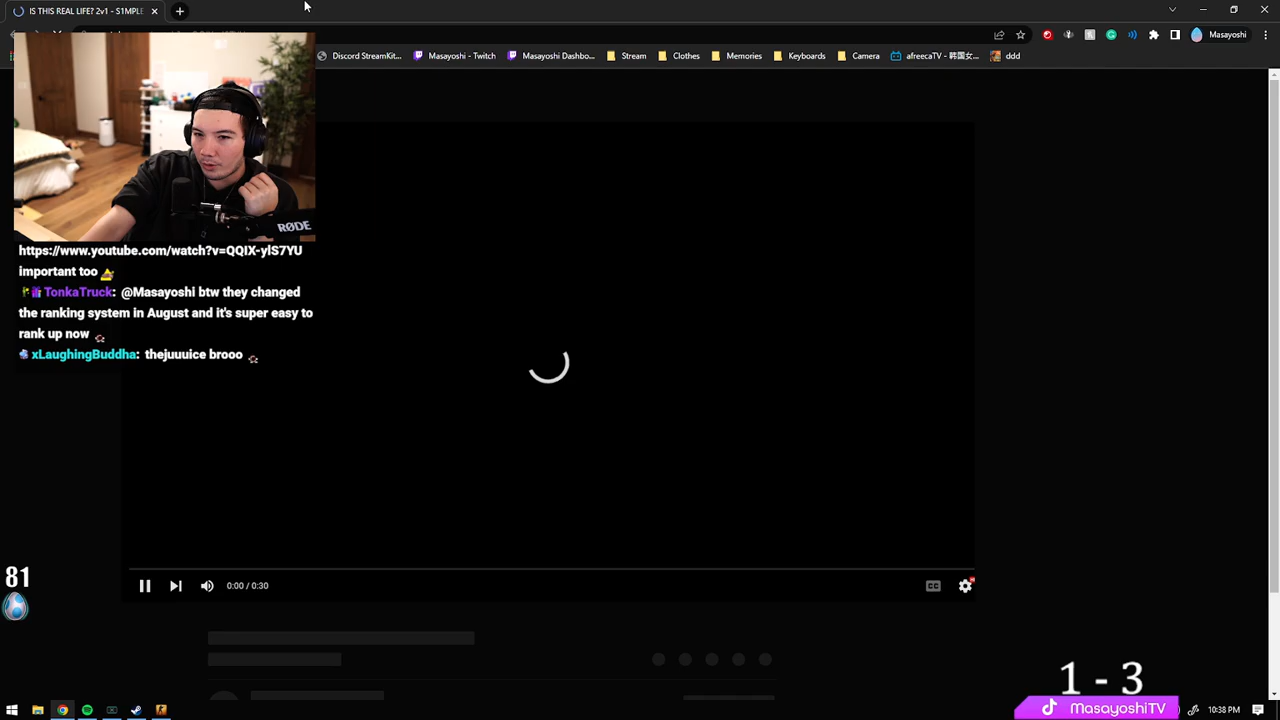 IS THIS REAL LIFE? 2v1 - S1MPLE
Masayoshi
Discord StreamKit...
Masayoshi - Twitch
Masayoshi Dashbo...
Stream
Clothes
Memories
Keyboards
Camera
afreecaTV - 韩国女...
ddd
RØDE
https://www.youtube.com/watch?v=QQIX-ylS7YU
important too
TonkaTruck: @Masayoshi btw they changed
the ranking system in August and it's super easy to
rank up now
xLaughingBuddha: thejuuuice brooo
81
0:00 / 0:30
CC
1 - 3
MasayoshiTV
10:38 PM